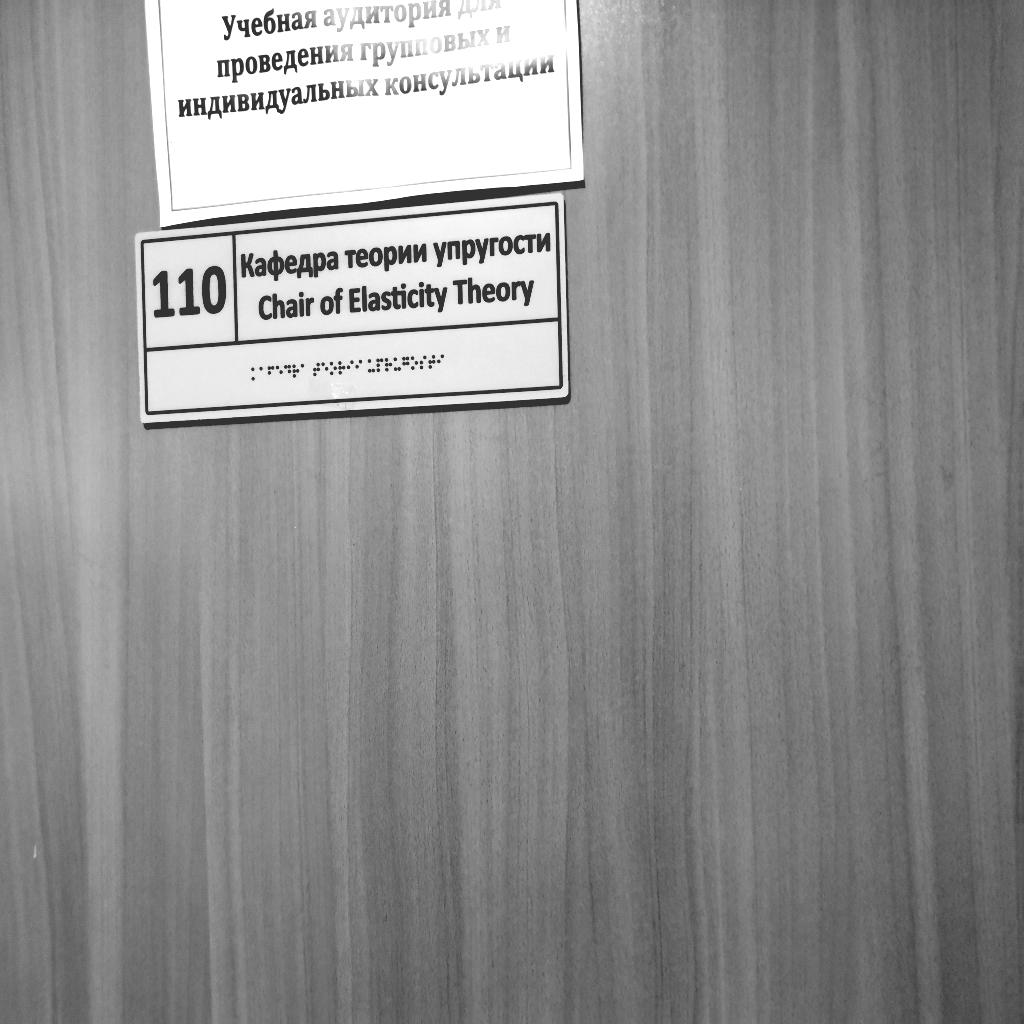 Учебная аудитория для
проведения групповых и
индивидуальных консультаций
110
Кафедра теории упругости
Chair of Elasticity Theory